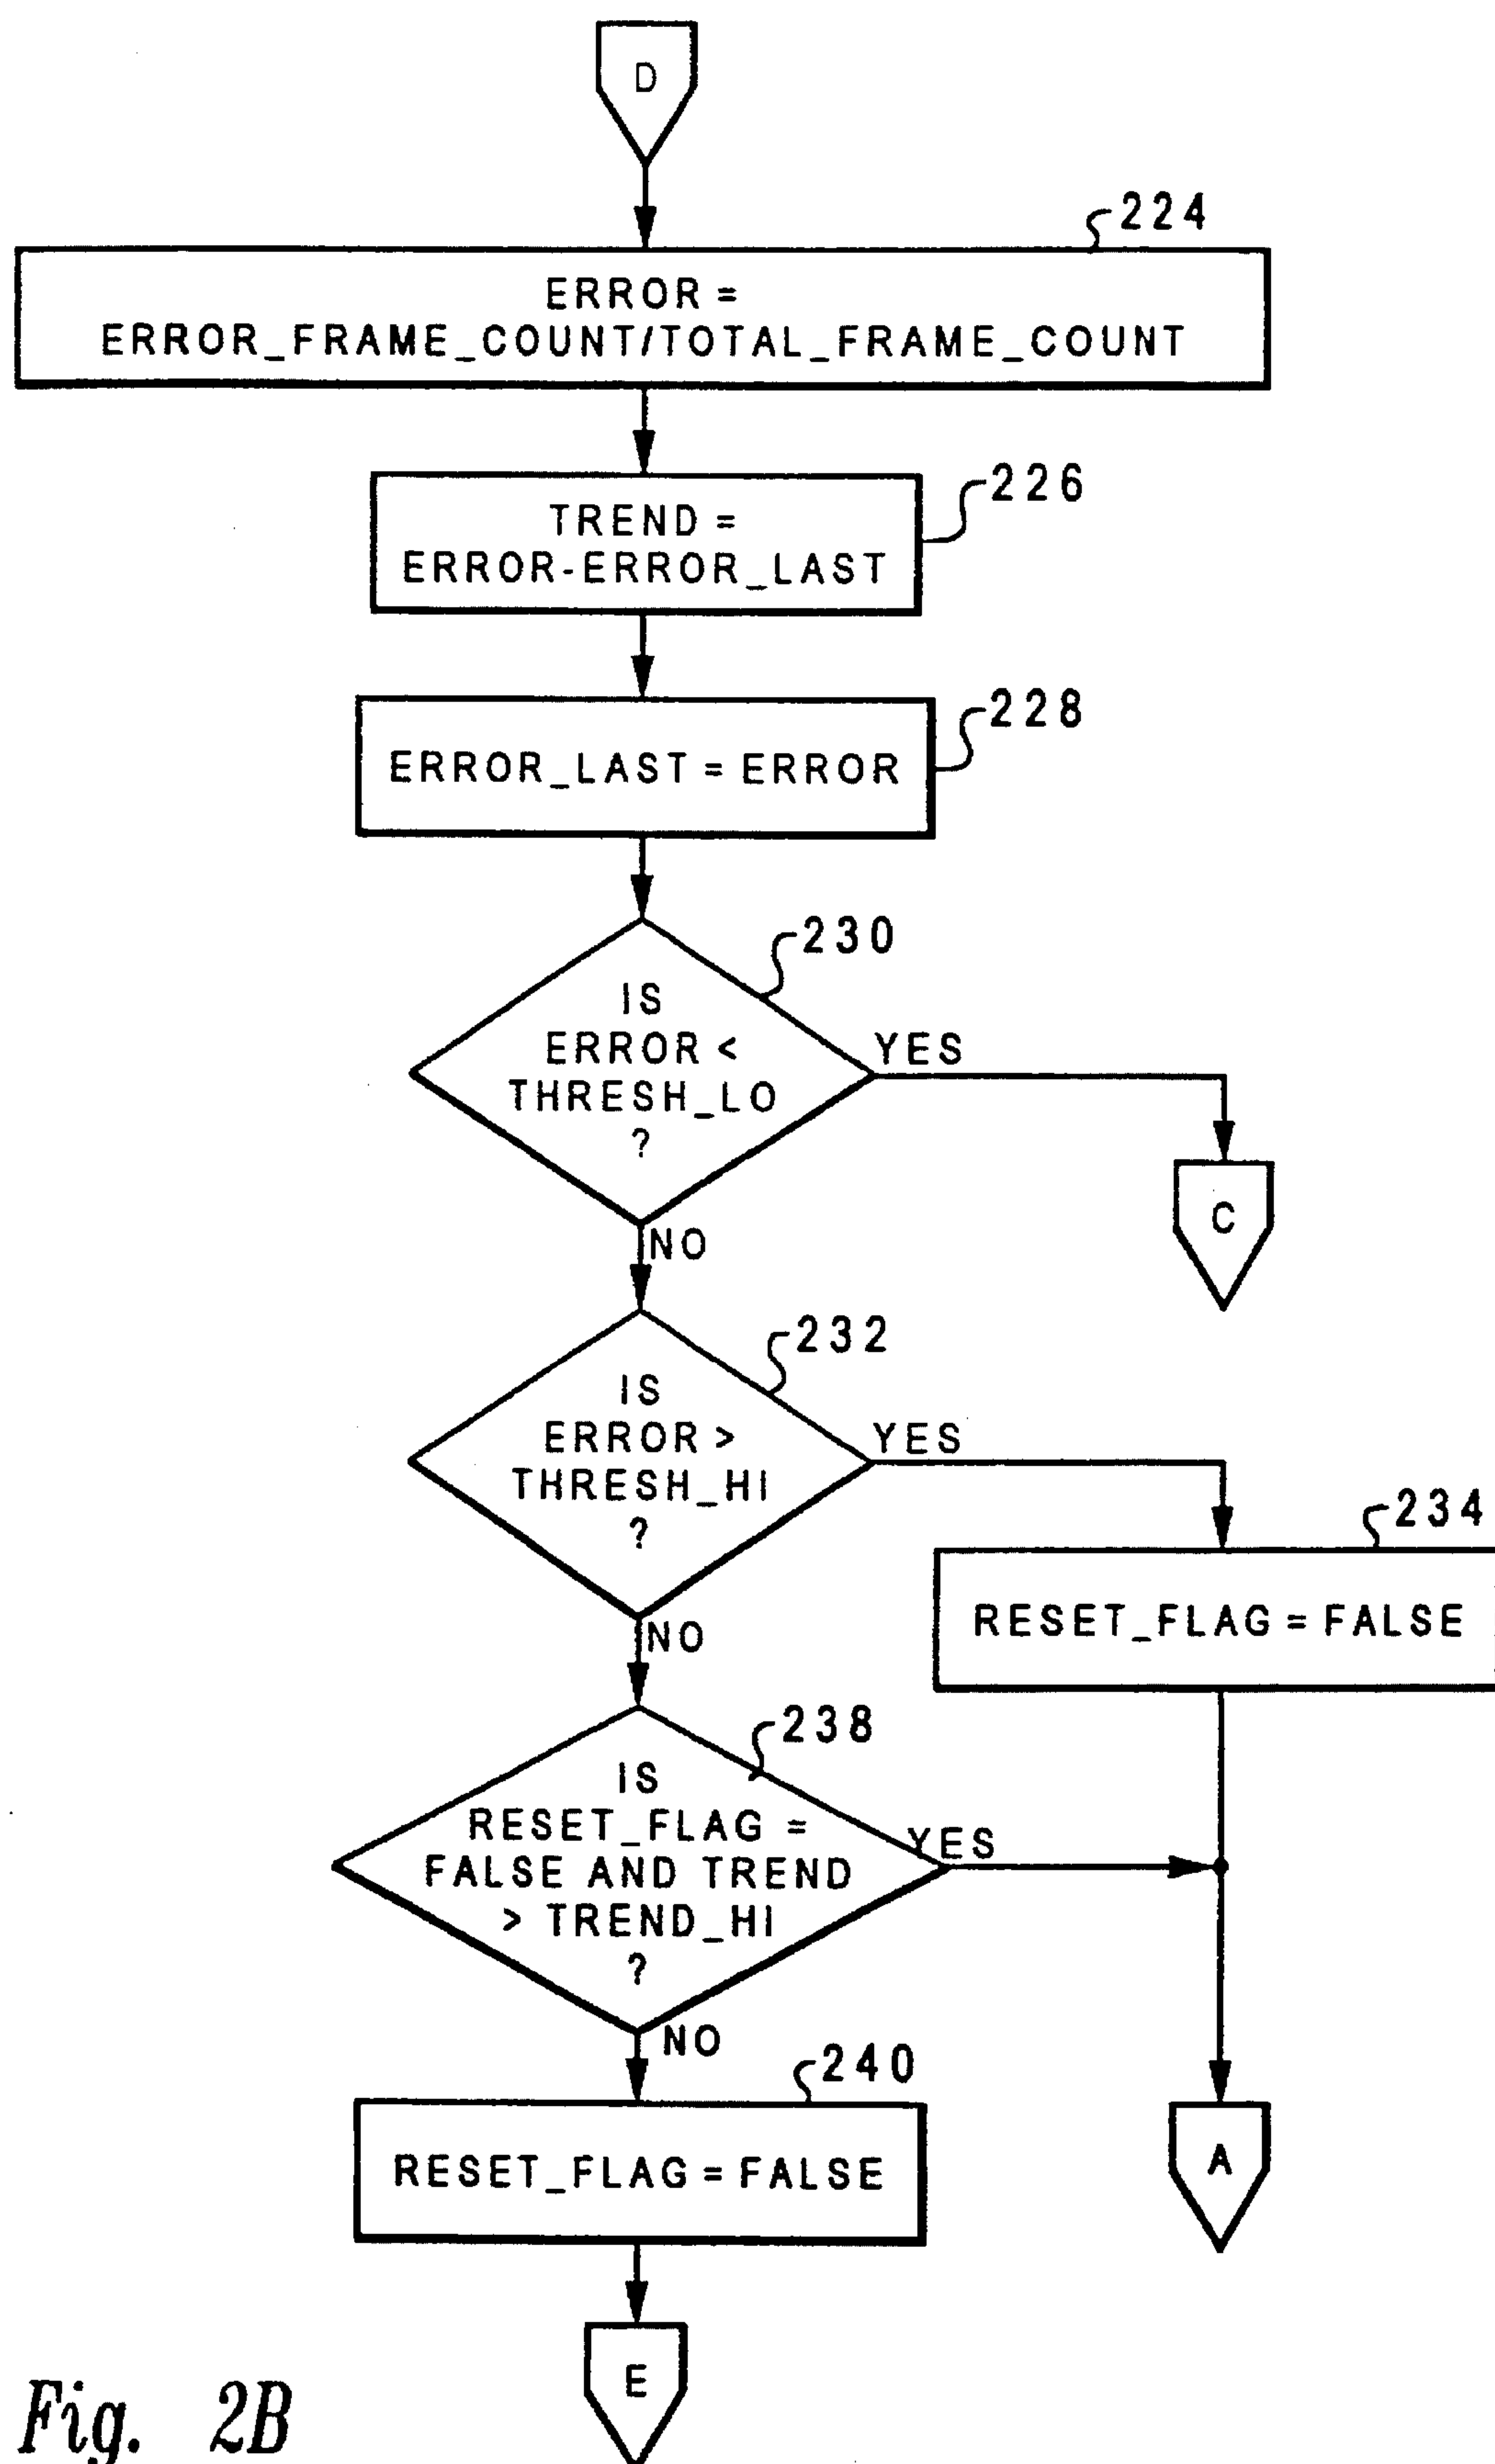 D
224
ERROR =
ERROR_FRAME_COUNT/TOTAL_FRAME_COUNT
226
TREND =
ERROR-ERROR_LAST
228
ERROR_LAST = ERROR
230
IS
ERROR <
THRESH_LO
?
YES
NO
C
232
IS
ERROR >
THRESH_HI
?
YES
NO
234
RESET_FLAG = FALSE
238
IS
RESET_FLAG =
FALSE AND TREND
> TREND_HI
?
YES
NO
240
RESET_FLAG = FALSE
A
E
Fig. 2B